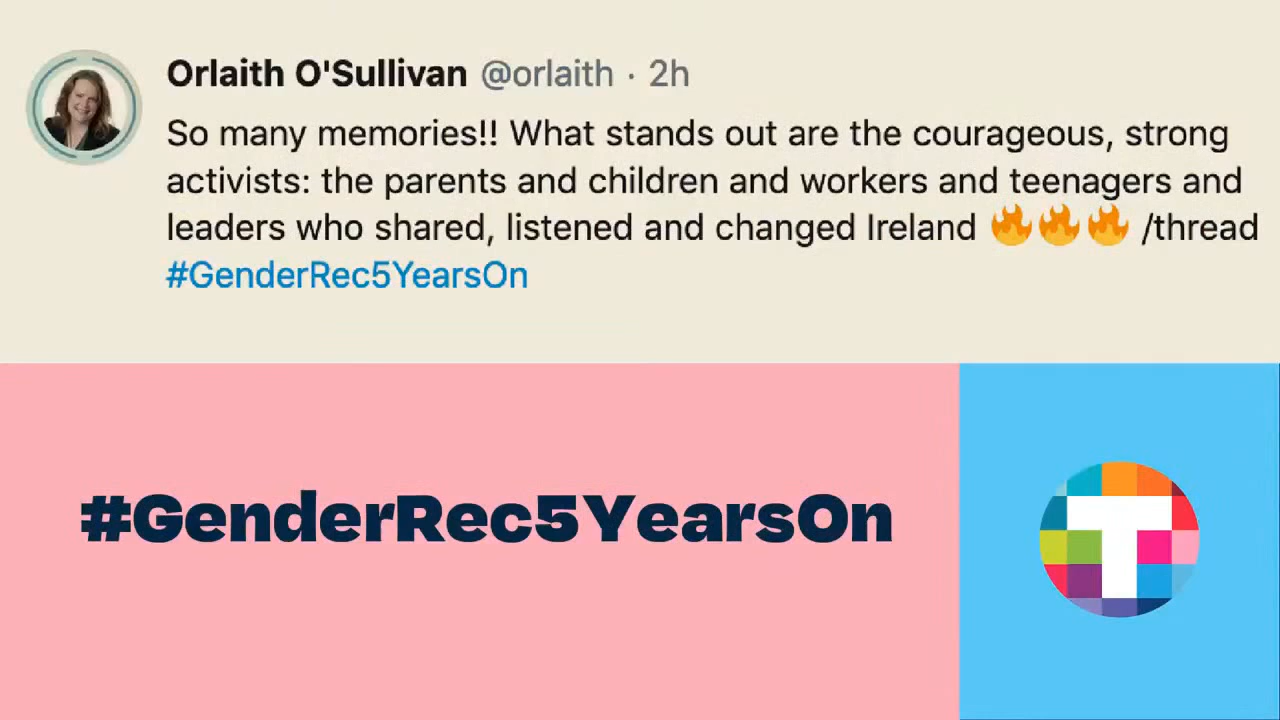 Orlaith O'Sullivan @orlaith · 2h
So many memories!! What stands out are the courageous, strong
activists: the parents and children and workers and teenagers and
leaders who shared, listened and changed Ireland 🔥🔥🔥 /thread
#GenderRec5YearsOn
#GenderRec5YearsOn
T